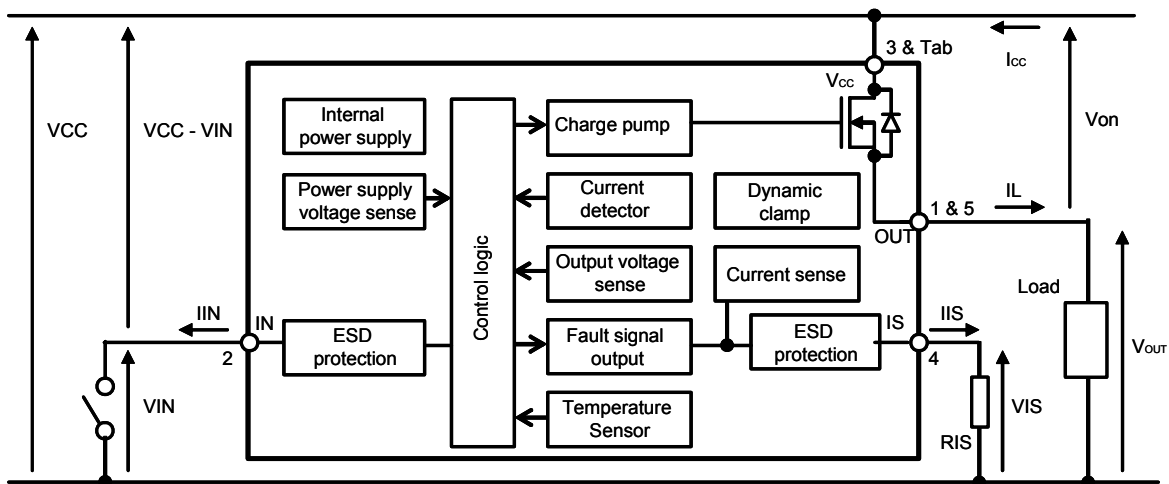 3 & Tab
ICC
VCC
VCC
VCC - VIN
Von
Internal
power supply
Charge pump
Power supply
voltage sense
Current
detector
Dynamic
clamp
IL
1 & 5
OUT
Control logic
Output voltage
sense
Current sense
Load
IIN
IN
2
ESD
protection
Fault signal
output
ESD
protection
IS
IIS
4
VOUT
VIN
Temperature
Sensor
VIS
RIS